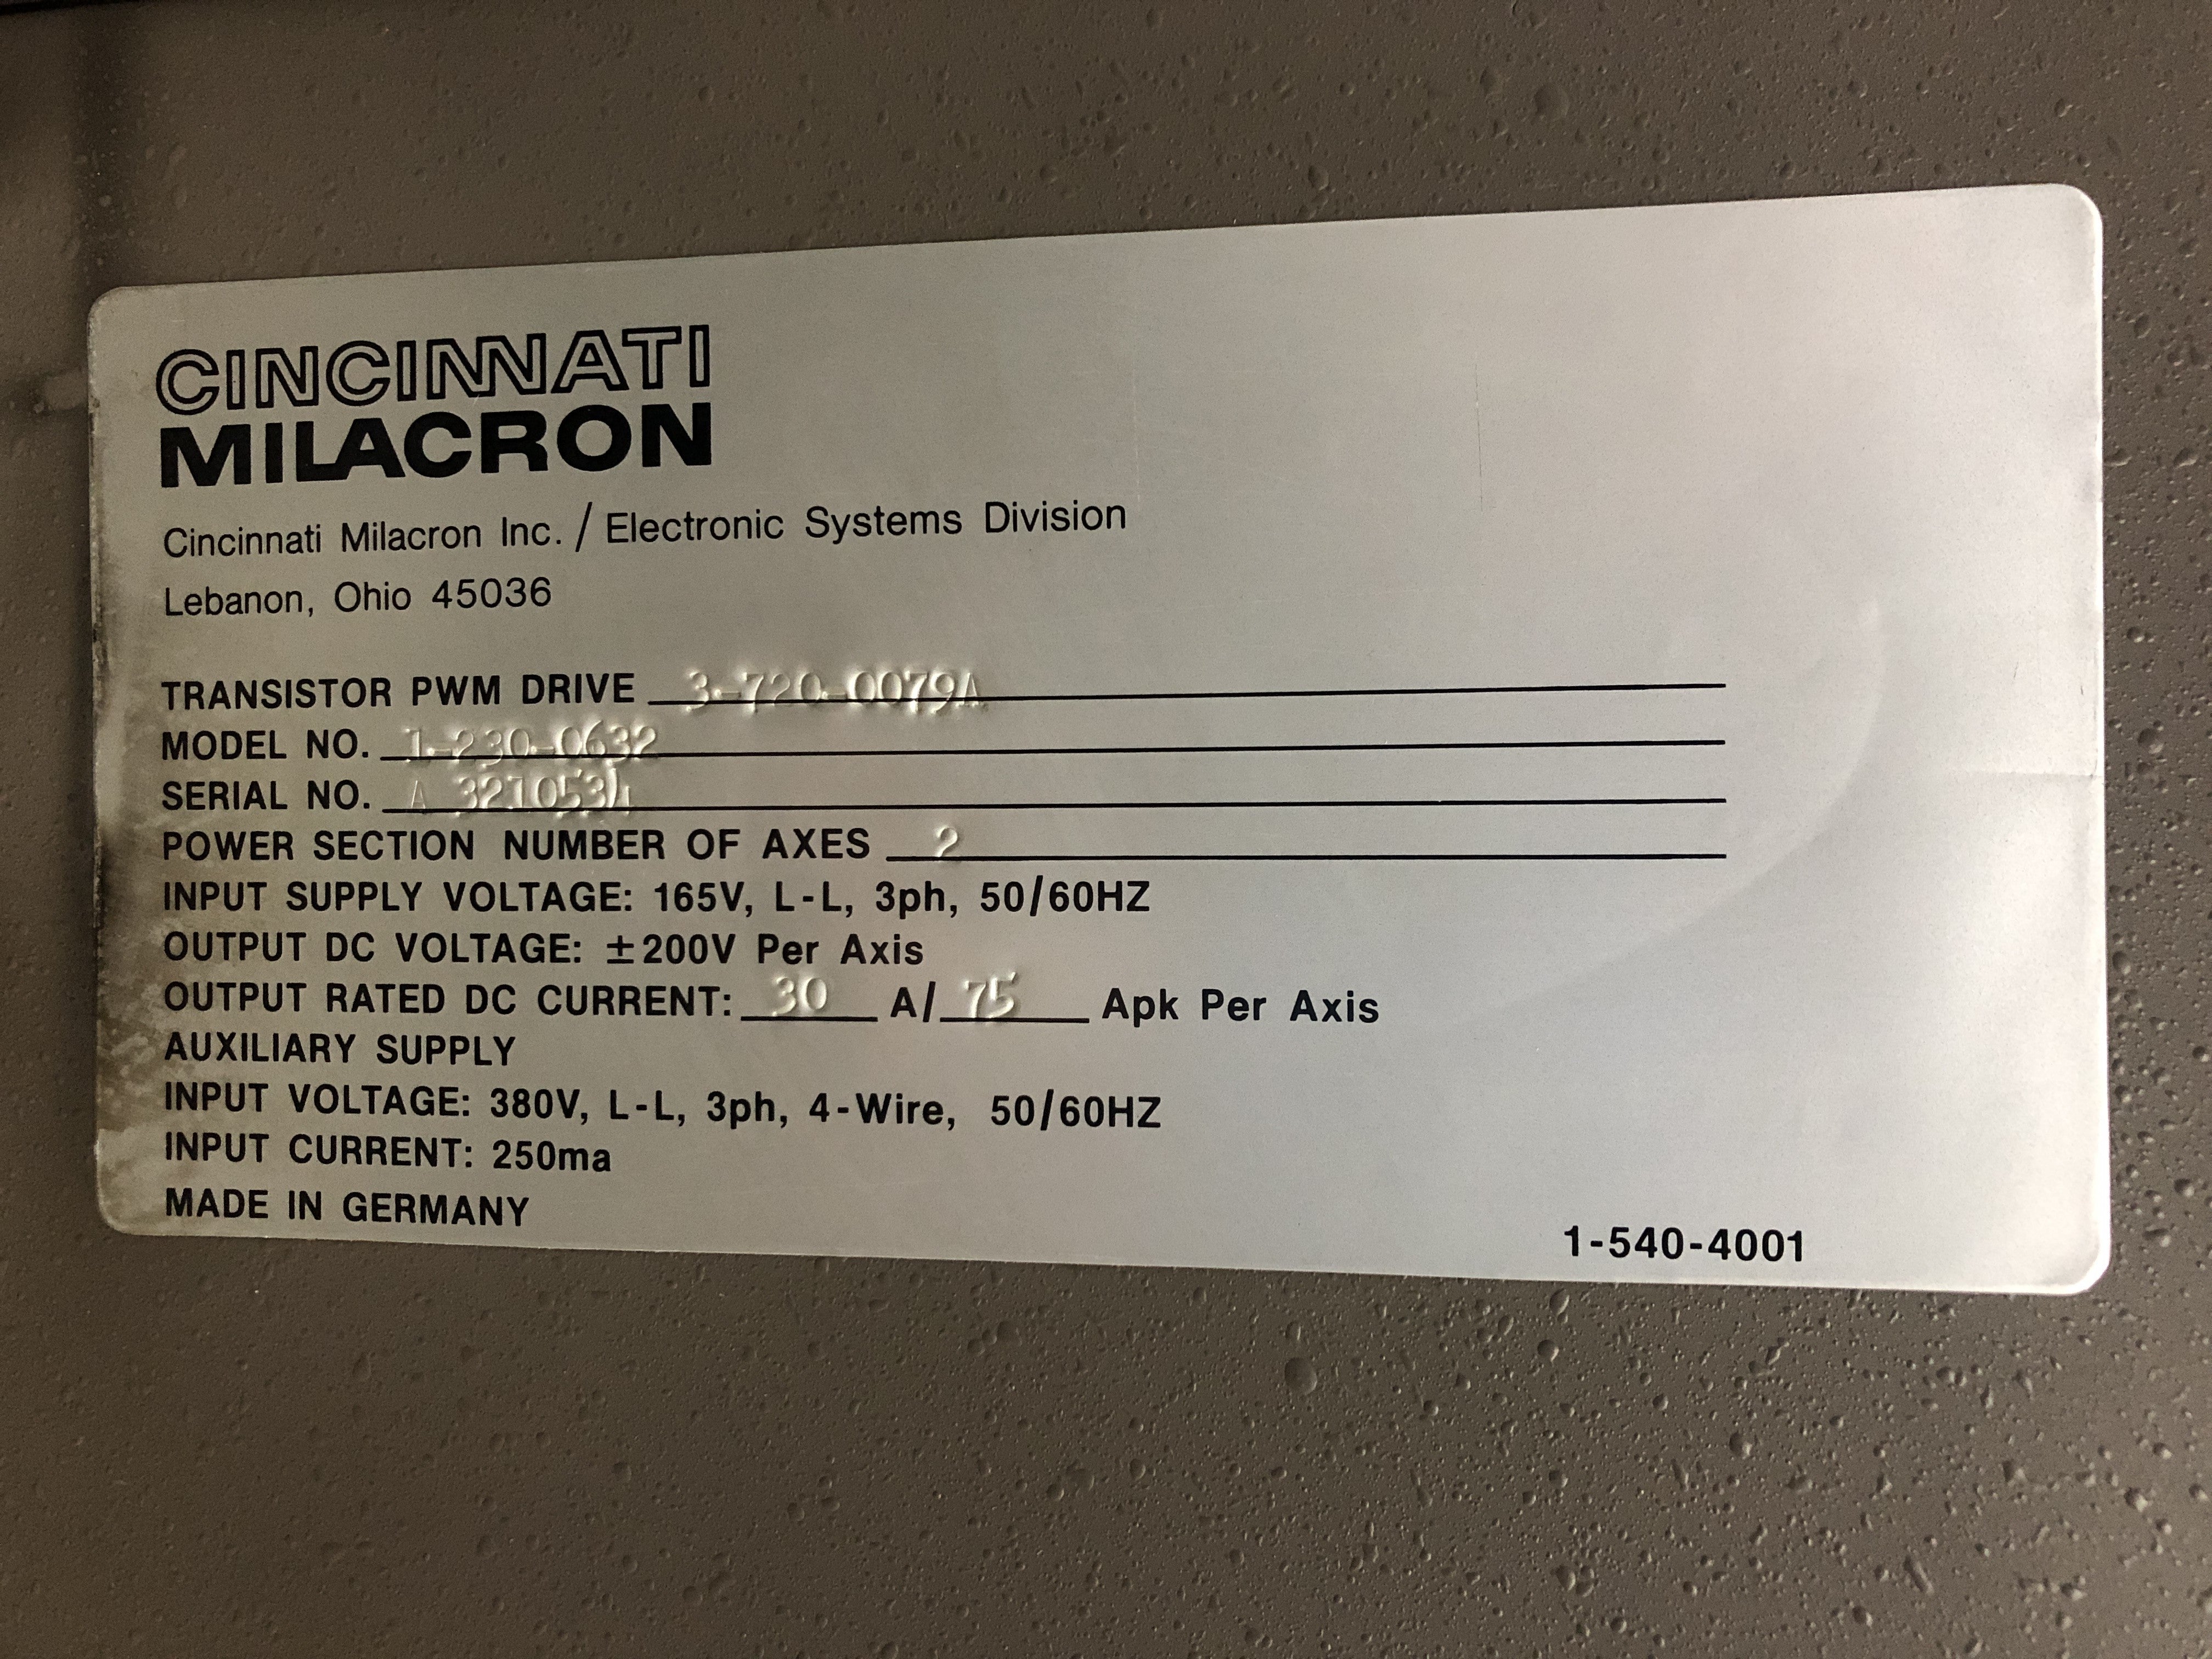 CINCINNATI
MILACRON
Cincinnati Milacron Inc. / Electronic Systems Division
Lebanon, Ohio 45036
TRANSISTOR PWM DRIVE 3-720-0079A
MODEL NO. 1-230-0632
SERIAL NO. A
POWER SECTION NUMBER OF AXES 2
INPUT SUPPLY VOLTAGE: 165V, L-L, 3ph, 50/60HZ
OUTPUT DC VOLTAGE: ±200V Per Axis
OUTPUT RATED DC CURRENT: 30 A/ 75 Apk Per Axis
AUXILIARY SUPPLY
INPUT VOLTAGE: 380V, L-L, 3ph, 4-Wire, 50/60HZ
INPUT CURRENT: 250ma
MADE IN GERMANY
1-540-4001